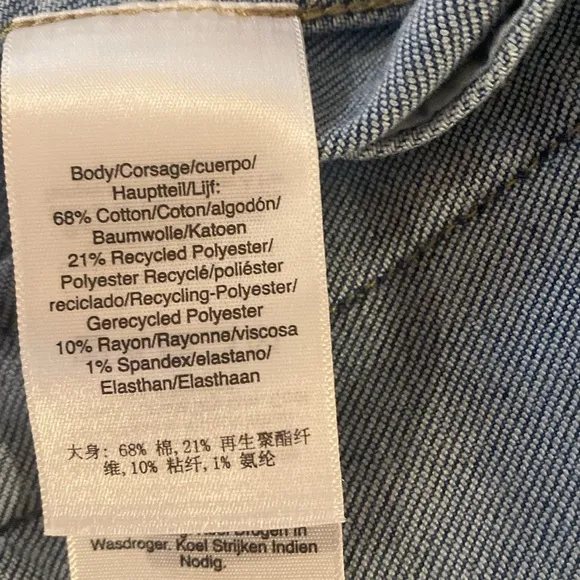 Body/Corsage/cuerpo/
Hauptteil/Lijf:
68% Cotton/Coton/algodón/
Baumwolle/Katoen
21% Recycled Polyester/
Polyester Recyclé/poliéster
reciclado/Recycling-Polyester/
Gerecycled Polyester
10% Rayon/Rayonne/viscosa
1% Spandex/elastano/
Elasthan/Elasthaan
大身: 68% 棉,21% 再生聚酯纤
维,10% 粘纤,1% 氨纶
Drogen in
Wasdroger. Koel Strijken Indien
Nodig.